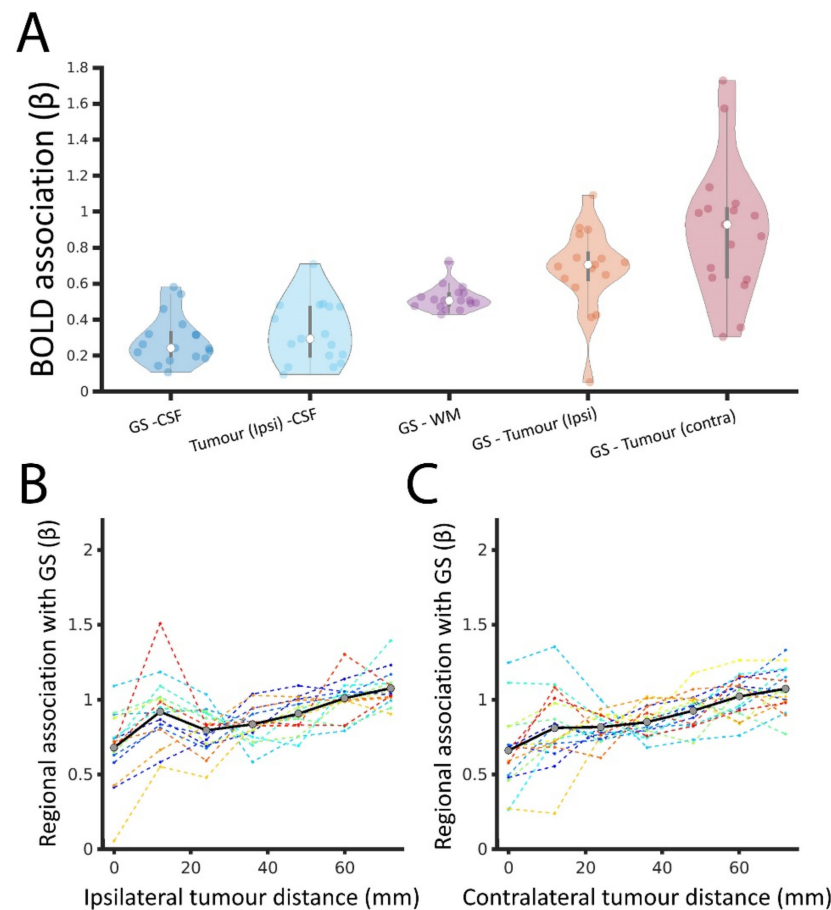 A
BOLD association (β)
1.8
1.6
1.4
1.2
1
0.8
0.6
0.4
0.2
0
GS -CSF
Tumour (Ipsi) -CSF
GS - WM
GS - Tumour (Ipsi)
GS - Tumour (contra)
B
Regional association with GS (β)
2
1.5
1
0.5
0
0
20
40
60
Ipsilateral tumour distance (mm)
C
Regional association with GS (β)
2
1.5
1
0.5
0
0
20
40
60
Contralateral tumour distance (mm)